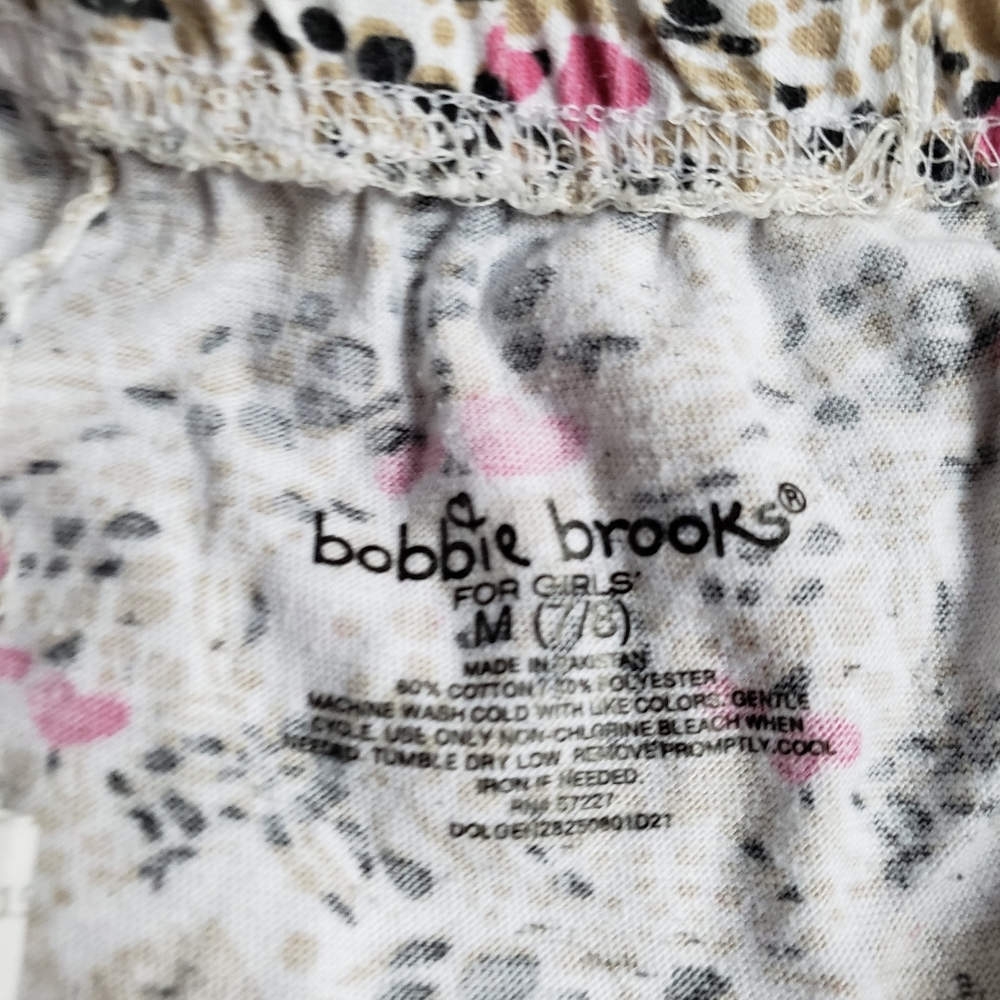 bobbie brooks®
FOR GIRLS'
M (7/8)
MADE IN PAKISTAN
60% COTTON / POLYESTER
MACHINE WASH COLD WITH LIKE COLORS. GENTLE
CYCLE. USE ONLY NON-CHLORINE BLEACH WHEN
NEEDED. TUMBLE DRY LOW. REMOVE PROMPTLY. COOL
IRON IF NEEDED.
RN# 57227